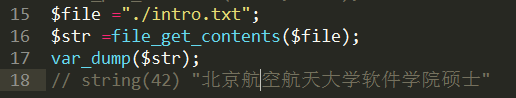 15 $file ="./intro.txt";
16 $str =file_get_contents($file);
17 var_dump($str);
18 // string(42) "北京航空航天大学软件学院硕士"